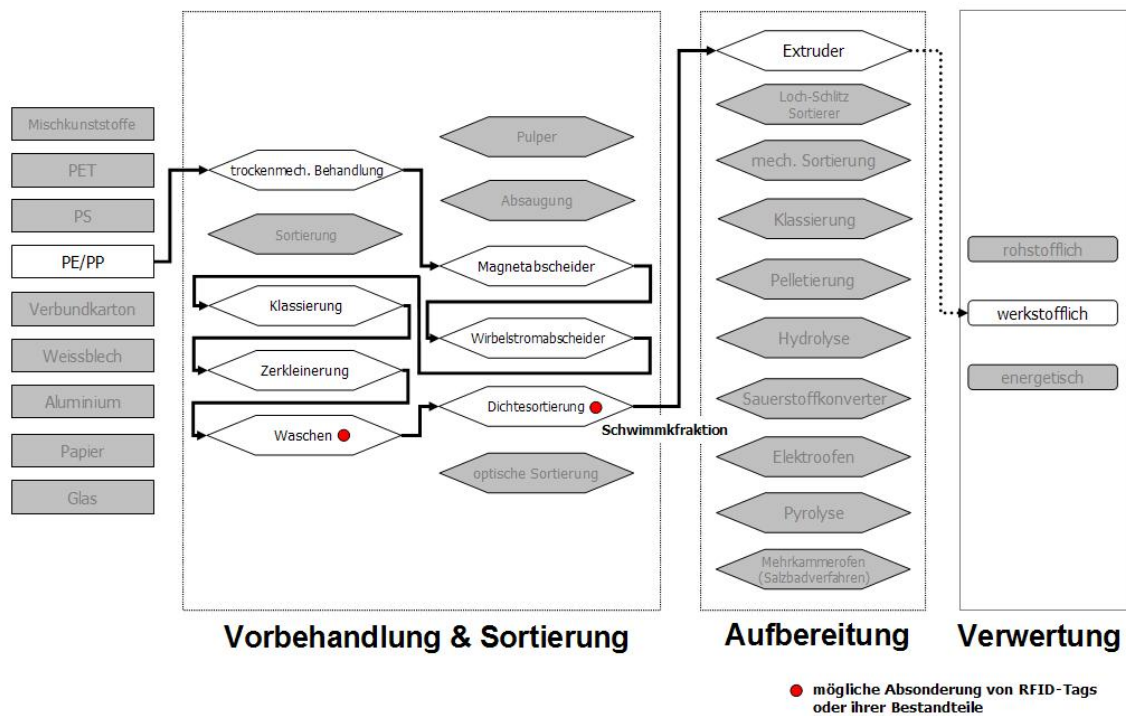 Mischkunststoffe
PET
PS
PE/PP
Verbundkarton
Weissblech
Aluminium
Papier
Glas
trockenmech. Behandlung
Sortierung
Klassierung
Zerkleinerung
Waschen
Pulper
Absaugung
Magnetabscheider
Wirbelstromabscheider
Dichtesortierung
Schwimmkfraktion
optische Sortierung
Extruder
Loch-Schlitz
Sortierer
mech. Sortierung
Klassierung
Pelletierung
Hydrolyse
Sauerstoffkonverter
Elektroofen
Pyrolyse
Mehrkammerofen
(Salzbadverfahren)
rohstofflich
werkstofflich
energetisch
Vorbehandlung & Sortierung
Aufbereitung
Verwertung
mögliche Absonderung von RFID-Tags
oder ihrer Bestandteile